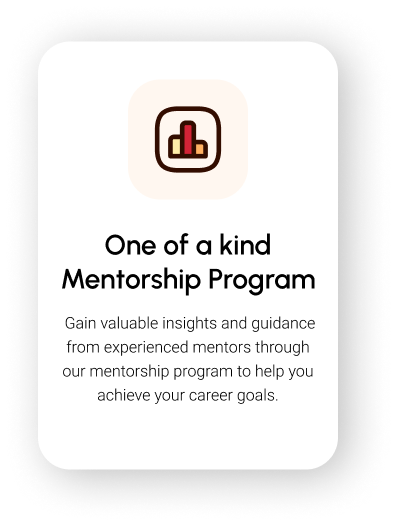 One of a kind
Mentorship Program
Gain valuable insights and guidance
from experienced mentors through
our mentorship program to help you
achieve your career goals.